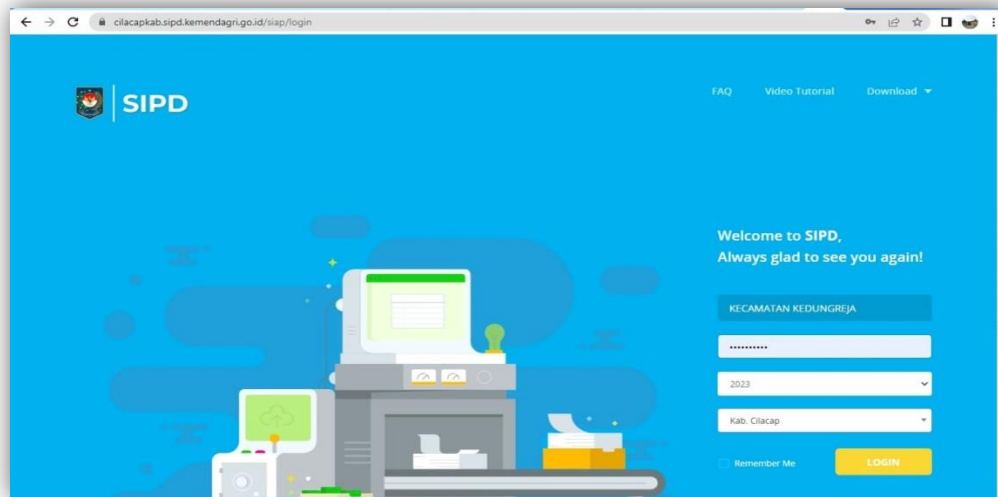 cilacapkab.sipd.kemendagri.go.id/siap/login
SIPD
FAQ Video Tutorial Download
Welcome to SIPD,
Always glad to see you again!
KECAMATAN KEDUNGREJA
••••••••••
2023
Kab. Cilacap
Remember Me LOGIN